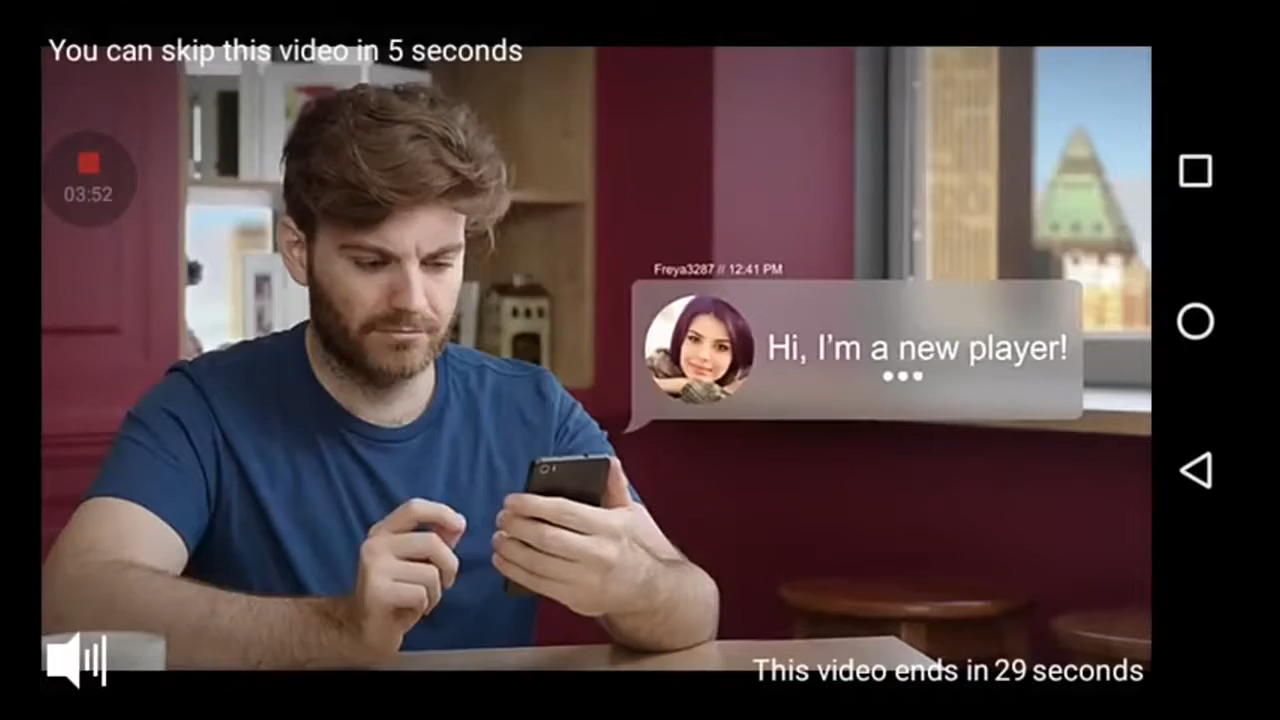 You can skip this video in 5 seconds
03:52
Freya3287 // 12:41 PM
Hi, I'm a new player!
This video ends in 29 seconds